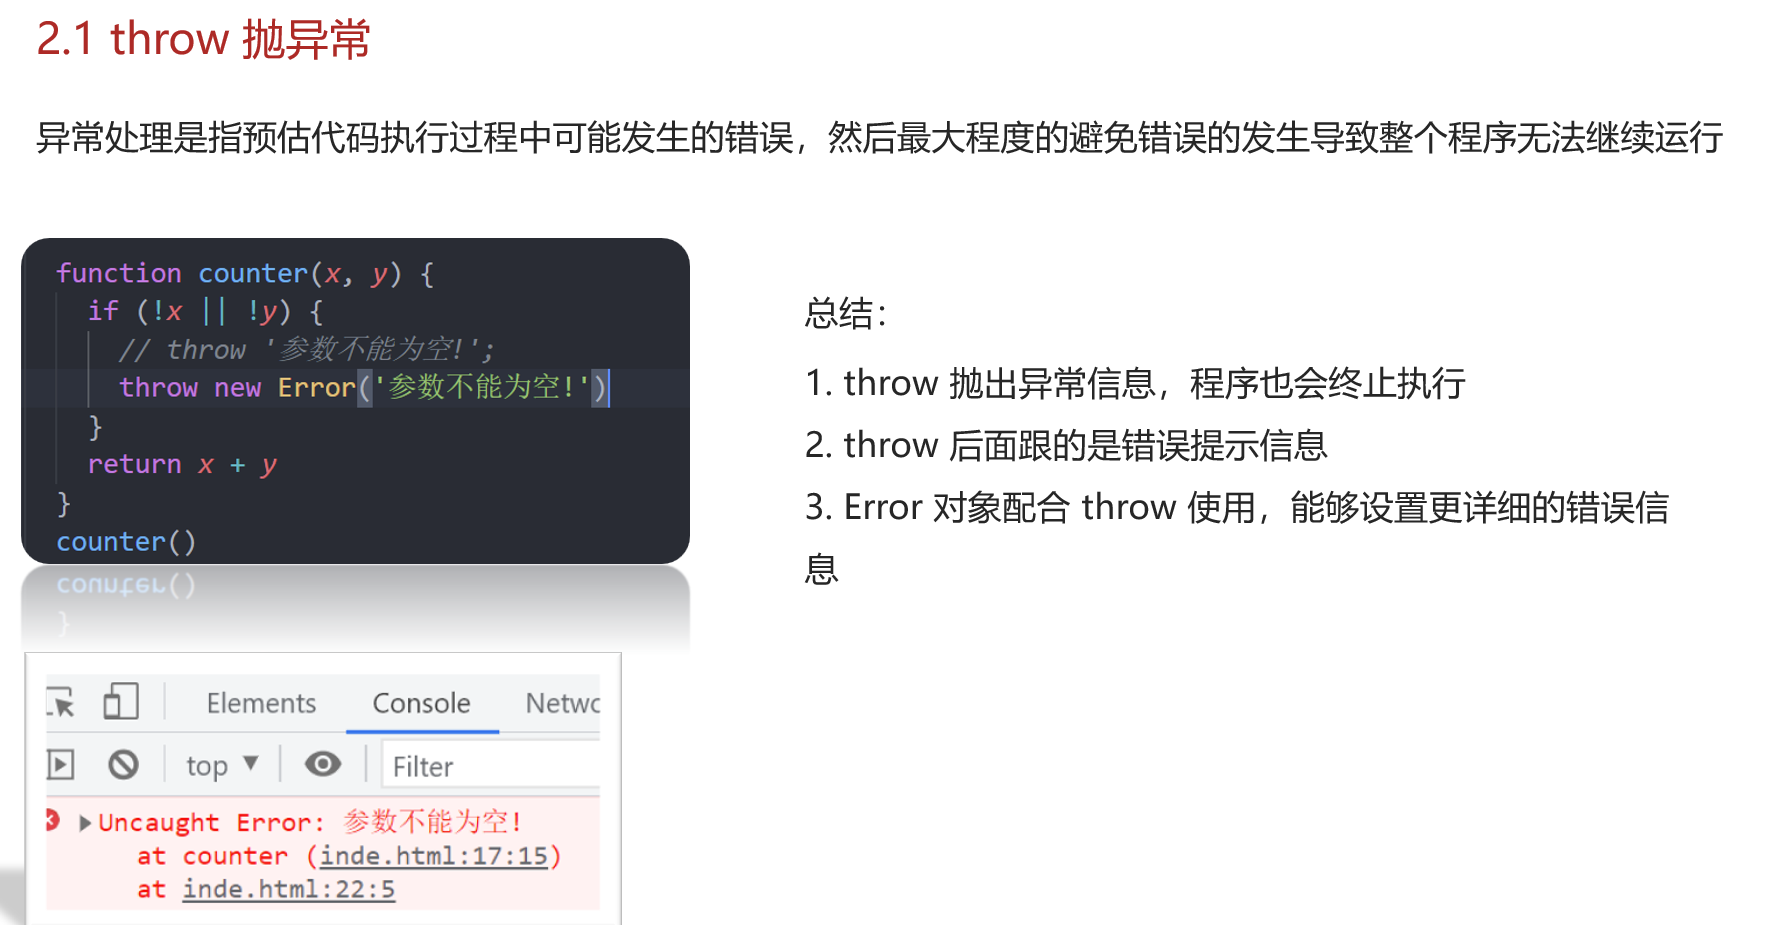 2.1 throw 抛异常
异常处理是指预估代码执行过程中可能发生的错误，然后最大程度的避免错误的发生导致整个程序无法继续运行
function counter(x, y) {
if (!x || !y) {
// throw '参数不能为空!';
throw new Error('参数不能为空!')
}
return x + y
}
counter()
总结：
1. throw 抛出异常信息，程序也会终止执行
2. throw 后面跟的是错误提示信息
3. Error 对象配合 throw 使用，能够设置更详细的错误信
息
counter()
}
Elements Console Netwo
top Filter
Uncaught Error: 参数不能为空!
at counter (inde.html:17:15)
at inde.html:22:5